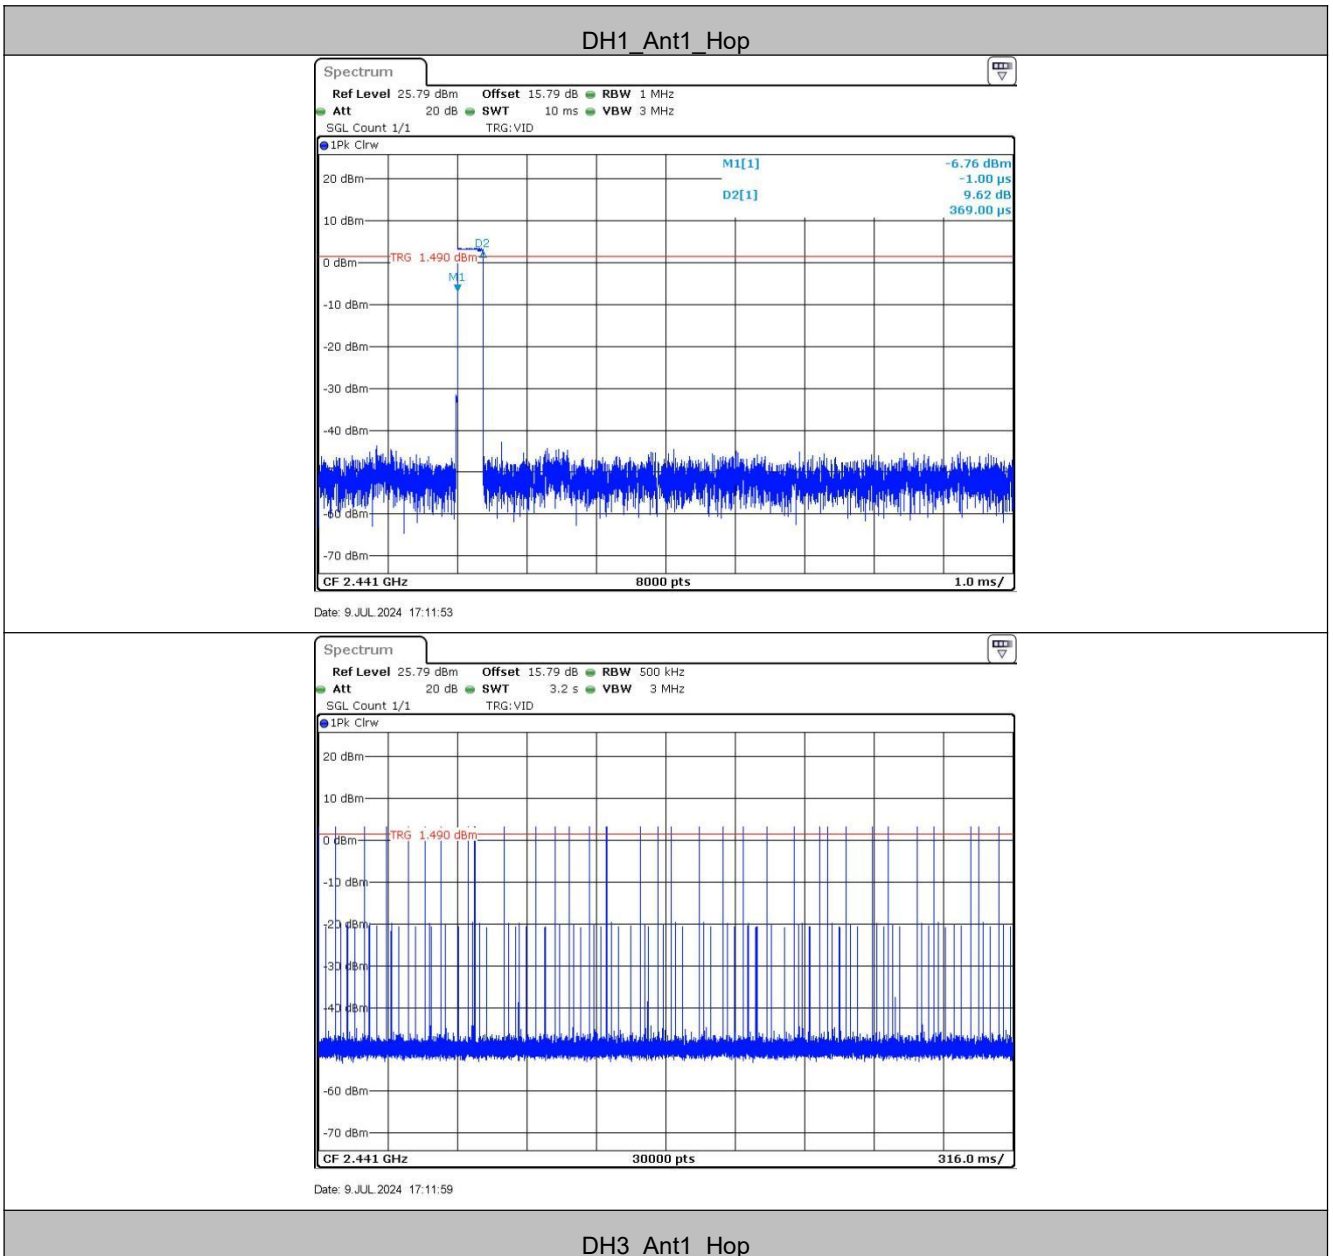 DH1_Ant1_Hop
Spectrum
Ref Level 25.79 dBm Offset 15.79 dB RBW 1 MHz
Att 20 dB SWT 10 ms VBW 3 MHz
SGL Count 1/1 TRG:VID
1Pk Clrw
M1[1] -6.76 dBm
-1.00 µs
D2[1] 9.62 dB
369.00 µs
20 dBm
10 dBm
D2
TRG 1.490 dBm
0 dBm
M1
-10 dBm
-20 dBm
-30 dBm
-40 dBm
-60 dBm
-70 dBm
CF 2.441 GHz 8000 pts 1.0 ms/
Date: 9.JUL.2024 17:11:53
Spectrum
Ref Level 25.79 dBm Offset 15.79 dB RBW 500 kHz
Att 20 dB SWT 3.2 s VBW 3 MHz
SGL Count 1/1 TRG:VID
1Pk Clrw
20 dBm
10 dBm
TRG 1.490 dBm
0 dBm
-10 dBm
-20 dBm
-30 dBm
-40 dBm
-60 dBm
-70 dBm
CF 2.441 GHz 30000 pts 316.0 ms/
Date: 9.JUL.2024 17:11:59
DH3_Ant1_Hop